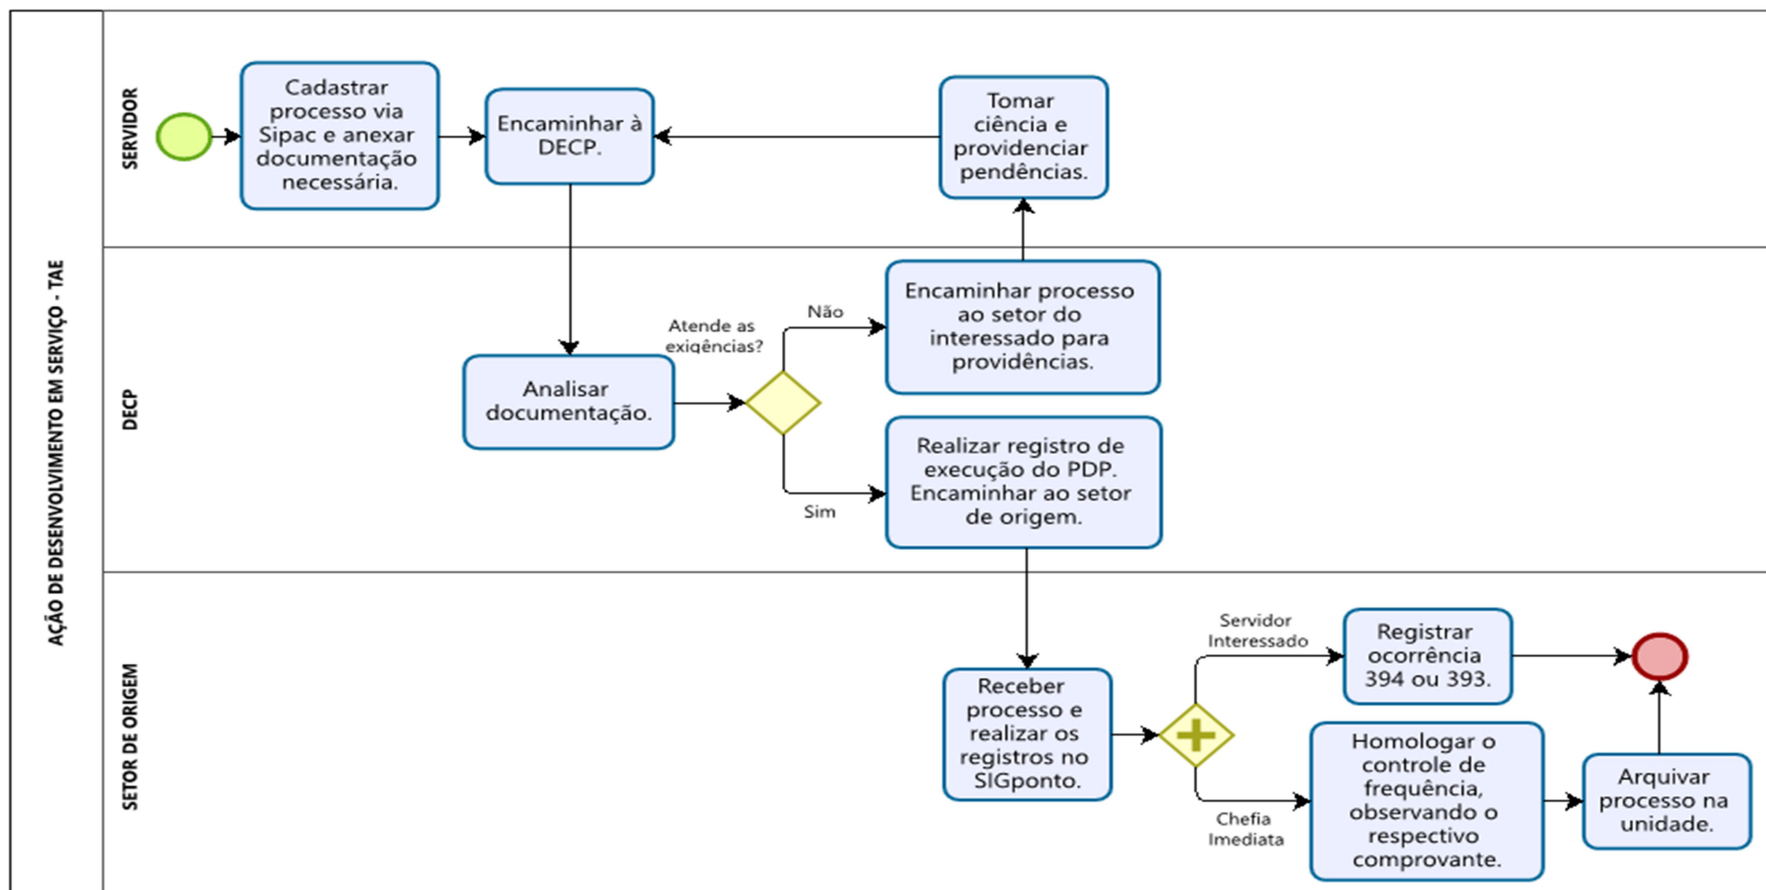 AÇÃO DE DESENVOLVIMENTO EM SERVIÇO - TAE
SERVIDOR
Cadastrar
processo via
Sipac e anexar
documentação
necessária.
Encaminhar à
DECP.
Tomar
ciência e
providenciar
pendências.
DECP
Analisar
documentação.
Atende as
exigências?
Não
Encaminhar processo
ao setor do
interessado para
providências.
Sim
Realizar registro de
execução do PDP.
Encaminhar ao setor
de origem.
SETOR DE ORIGEM
Receber
processo e
realizar os
registros no
SIGponto.
Servidor
Interessado
Registrar
ocorrência
394 ou 393.
Chefia
Imediata
Homologar o
controle de
frequência,
observando o
respectivo
comprovante.
Arquivar
processo na
unidade.